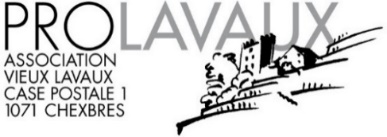 PROLAVAUX
ASSOCIATION
VIEUX LAVAUX
CASE POSTALE 1
1071 CHEXBRES